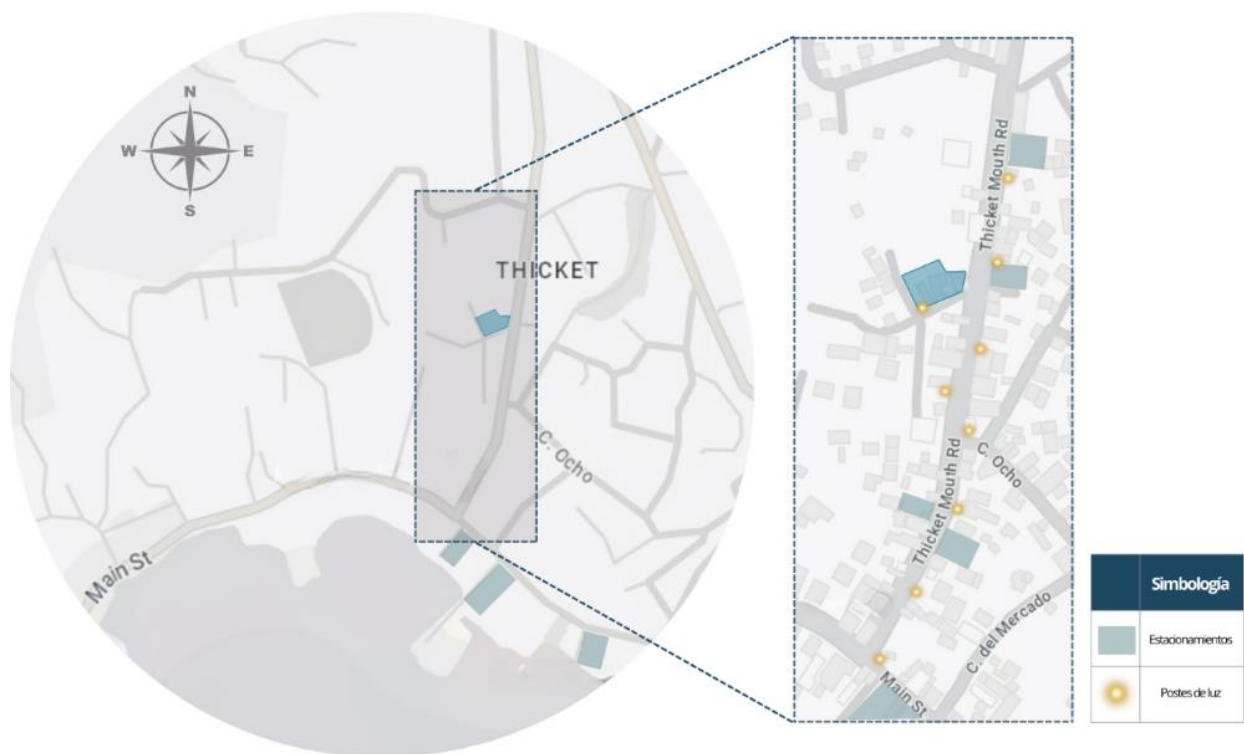 N
W E
S
THICKET
C. Ocho
Main St
Thicket Mouth Rd
Thicket Mouth Rd
C. Ocho
C. del Mercado
Main St
Simbología
Estacionamientos
Postes de luz